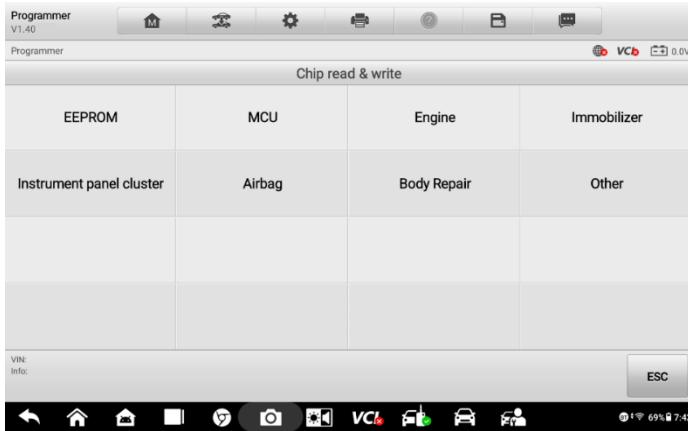 Programmer
V1.40
M
?
Programmer
VCI
0.0V
Chip read & write
EEPROM
MCU
Engine
Immobilizer
Instrument panel cluster
Airbag
Body Repair
Other
VIN:
Info:
ESC
VCI
BT
69%